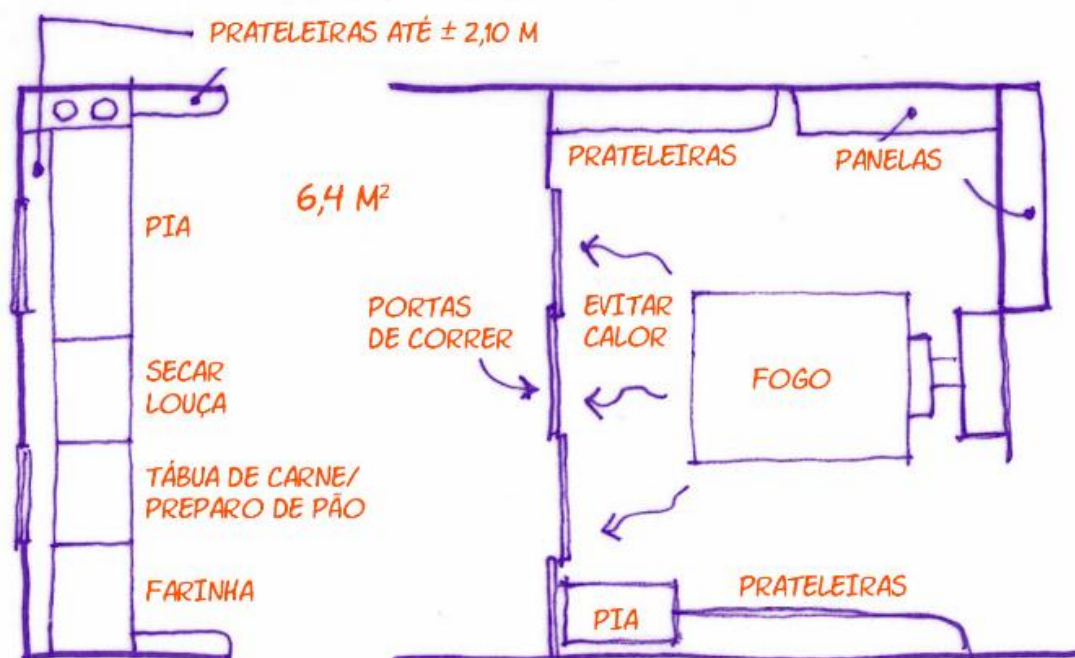 PRATELEIRAS ATÉ ± 2,10 M
PRATELEIRAS
PANELAS
6,4 M²
PIA
PORTAS
DE CORRER
EVITAR
CALOR
FOGO
SECAR
LOUÇA
TÁBUA DE CARNE/
PREPARO DE PÃO
FARINHA
PRATELEIRAS
PIA